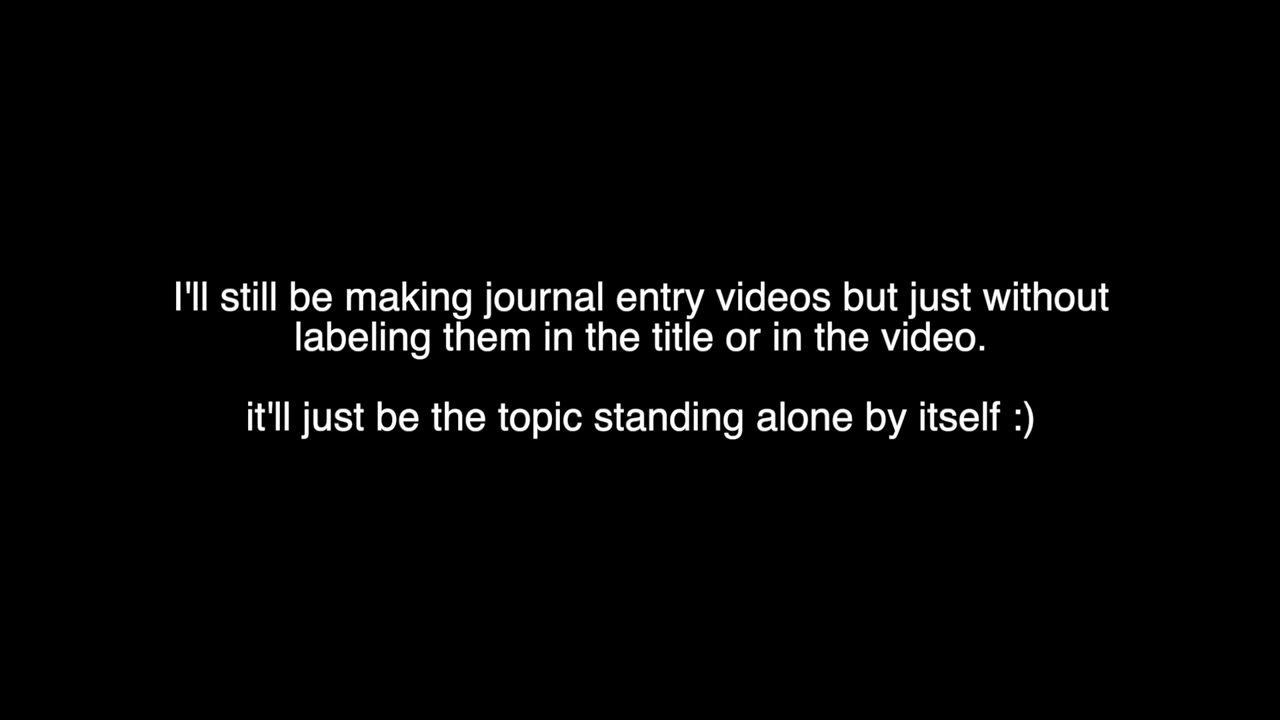 I'll still be making journal entry videos but just without
labeling them in the title or in the video.
it'll just be the topic standing alone by itself :)